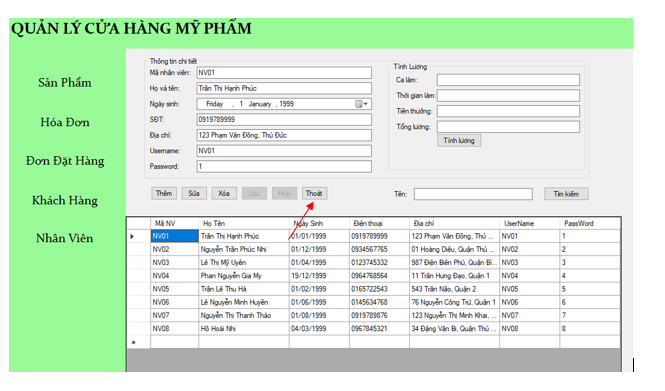 QUẢN LÝ CỬA HÀNG MỸ PHẨM
Sản Phẩm
Hóa Đơn
Đơn Đặt Hàng
Khách Hàng
Nhân Viên
Thông tin chi tiết
Mã nhân viên: NV01
Họ và tên: Trần Thị Hạnh Phúc
Ngày sinh: Friday , 1 January , 1999
SĐT: 0919789999
Địa chỉ: 123 Phạm Văn Đồng, Thủ Đức
Username: NV01
Password: 1
Tính Lương
Ca làm:
Thời gian làm:
Tiền thưởng:
Tổng lương:
Tính lương
Thêm Sửa Xóa Lưu Hủy Thoát Tên: Tìm kiếm
Mã NV Họ Tên Ngày Sinh Điện thoại Địa chỉ UserName PassWord
NV01 Trần Thị Hạnh Phúc 01/01/1999 0919789999 123 Phạm Văn Đồng, Thủ ... NV01 1
NV02 Nguyễn Trần Phúc Nhi 01/12/1999 0934567765 01 Hoàng Diệu, Quận Thủ ... NV02 2
NV03 Lê Thị Mỹ Uyên 01/04/1999 0123745332 987 Điện Biên Phủ, Quận Bì... NV03 3
NV04 Phan Nguyễn Gia My 19/12/1999 0964768564 11 Trần Hưng Đạo, Quận 1 NV04 4
NV05 Trần Lê Thu Hà 01/02/1999 0165722543 543 Trần Não, Quận 2 NV05 5
NV06 Lê Nguyễn Minh Huyền 01/06/1999 0145634768 76 Nguyễn Công Trứ, Quận 1 NV06 6
NV07 Nguyễn Thị Thanh Thảo 01/08/1999 0919789876 123 Nguyễn Thị Minh Khai, ... NV07 7
NV08 Hồ Hoài Nhi 04/03/1999 0967845321 34 Đặng Văn Bi, Quận Thủ ... NV08 8